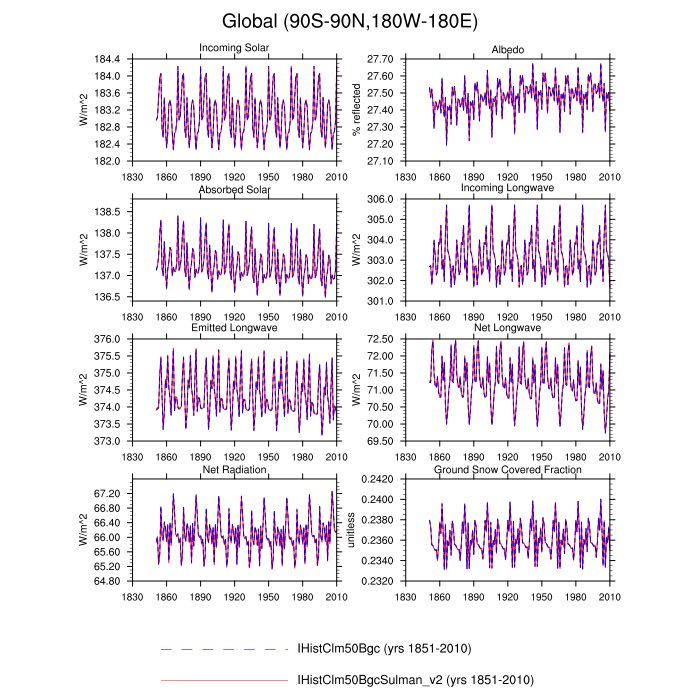 Global (90S-90N,180W-180E)
Incoming Solar
W/m^2
184.4
184.0
183.6
183.2
182.8
182.4
182.0
1830 1860 1890 1920 1950 1980 2010
Albedo
% reflected
27.70
27.60
27.50
27.40
27.30
27.20
27.10
1830 1860 1890 1920 1950 1980 2010
Absorbed Solar
W/m^2
138.5
138.0
137.5
137.0
136.5
1830 1860 1890 1920 1950 1980 2010
Incoming Longwave
W/m^2
306.0
305.0
304.0
303.0
302.0
301.0
1830 1860 1890 1920 1950 1980 2010
Emitted Longwave
W/m^2
376.0
375.5
375.0
374.5
374.0
373.5
373.0
1830 1860 1890 1920 1950 1980 2010
Net Longwave
W/m^2
72.50
72.00
71.50
71.00
70.50
70.00
69.50
1830 1860 1890 1920 1950 1980 2010
Net Radiation
W/m^2
67.20
66.80
66.40
66.00
65.60
65.20
64.80
1830 1860 1890 1920 1950 1980 2010
Ground Snow Covered Fraction
unitless
0.2420
0.2400
0.2380
0.2360
0.2340
0.2320
1830 1860 1890 1920 1950 1980 2010
IHistClm50Bgc (yrs 1851-2010)
IHistClm50BgcSulman_v2 (yrs 1851-2010)